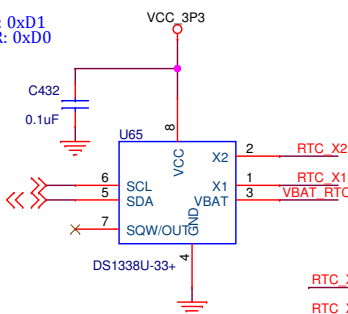 : 0xD1
R: 0xD0
VCC_3P3
C432
0.1uF
U65
8
VCC
X2
2
RTC_X2
X1
1
RTC_X1
VBAT
3
VBAT_RTC
6
SCL
5
SDA
7
SQW/OUT
GND
4
DS1338U-33+
RTC_X
RTC_X